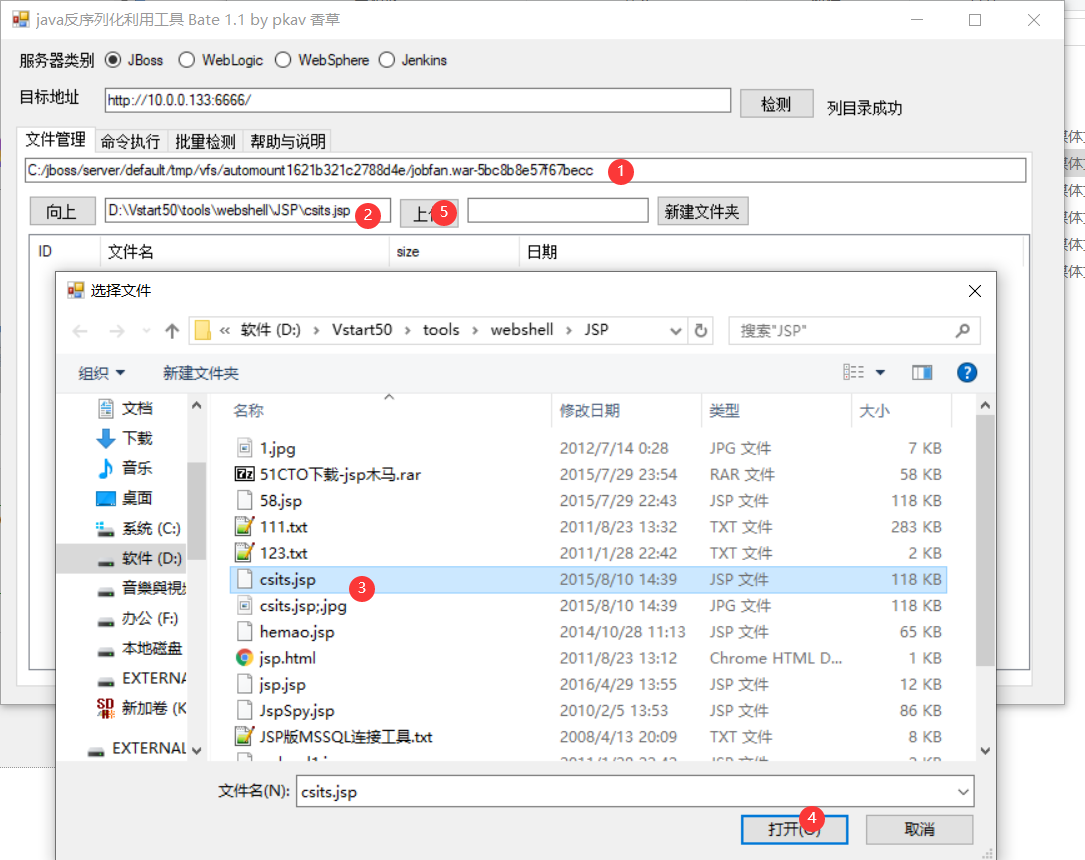 java反序列化利用工具 Bate 1.1 by pkav 香草
服务器类别 JBoss WebLogic WebSphere Jenkins
目标地址 http://10.0.0.133:6666/ 检测 列目录成功
文件管理 命令执行 批量检测 帮助与说明
C:/jboss/server/default/tmp/vfs/automount1621b321c2788d4e/jobfan.war-5bc8b8e57f67becc 1
向上 D:\Vstart50\tools\webshell\JSP\csits.jsp 2 上 5 新建文件夹
ID 文件名 size 日期
选择文件
« 软件 (D:) › Vstart50 › tools › webshell › JSP 搜索"JSP"
组织 新建文件夹
文档
下载
音乐
桌面
系统 (C:)
软件 (D:)
音樂與視
办公 (F:)
本地磁盘
EXTERNA
新加卷 (K
EXTERNAL
名称 修改日期 类型 大小
1.jpg 2012/7/14 0:28 JPG 文件 7 KB
51CTO下载-jsp木马.rar 2015/7/29 23:54 RAR 文件 58 KB
58.jsp 2015/7/29 22:43 JSP 文件 118 KB
111.txt 2011/8/23 13:32 TXT 文件 283 KB
123.txt 2011/1/28 22:42 TXT 文件 2 KB
csits.jsp 3 2015/8/10 14:39 JSP 文件 118 KB
csits.jsp;.jpg 2015/8/10 14:39 JPG 文件 118 KB
hemao.jsp 2014/10/28 11:13 JSP 文件 65 KB
jsp.html 2011/8/23 13:12 Chrome HTML D... 1 KB
jsp.jsp 2016/4/29 13:55 JSP 文件 12 KB
JspSpy.jsp 2010/2/5 13:53 JSP 文件 86 KB
JSP版MSSQL连接工具.txt 2008/4/13 20:09 TXT 文件 8 KB
文件名(N): csits.jsp
打开(O) 4 取消